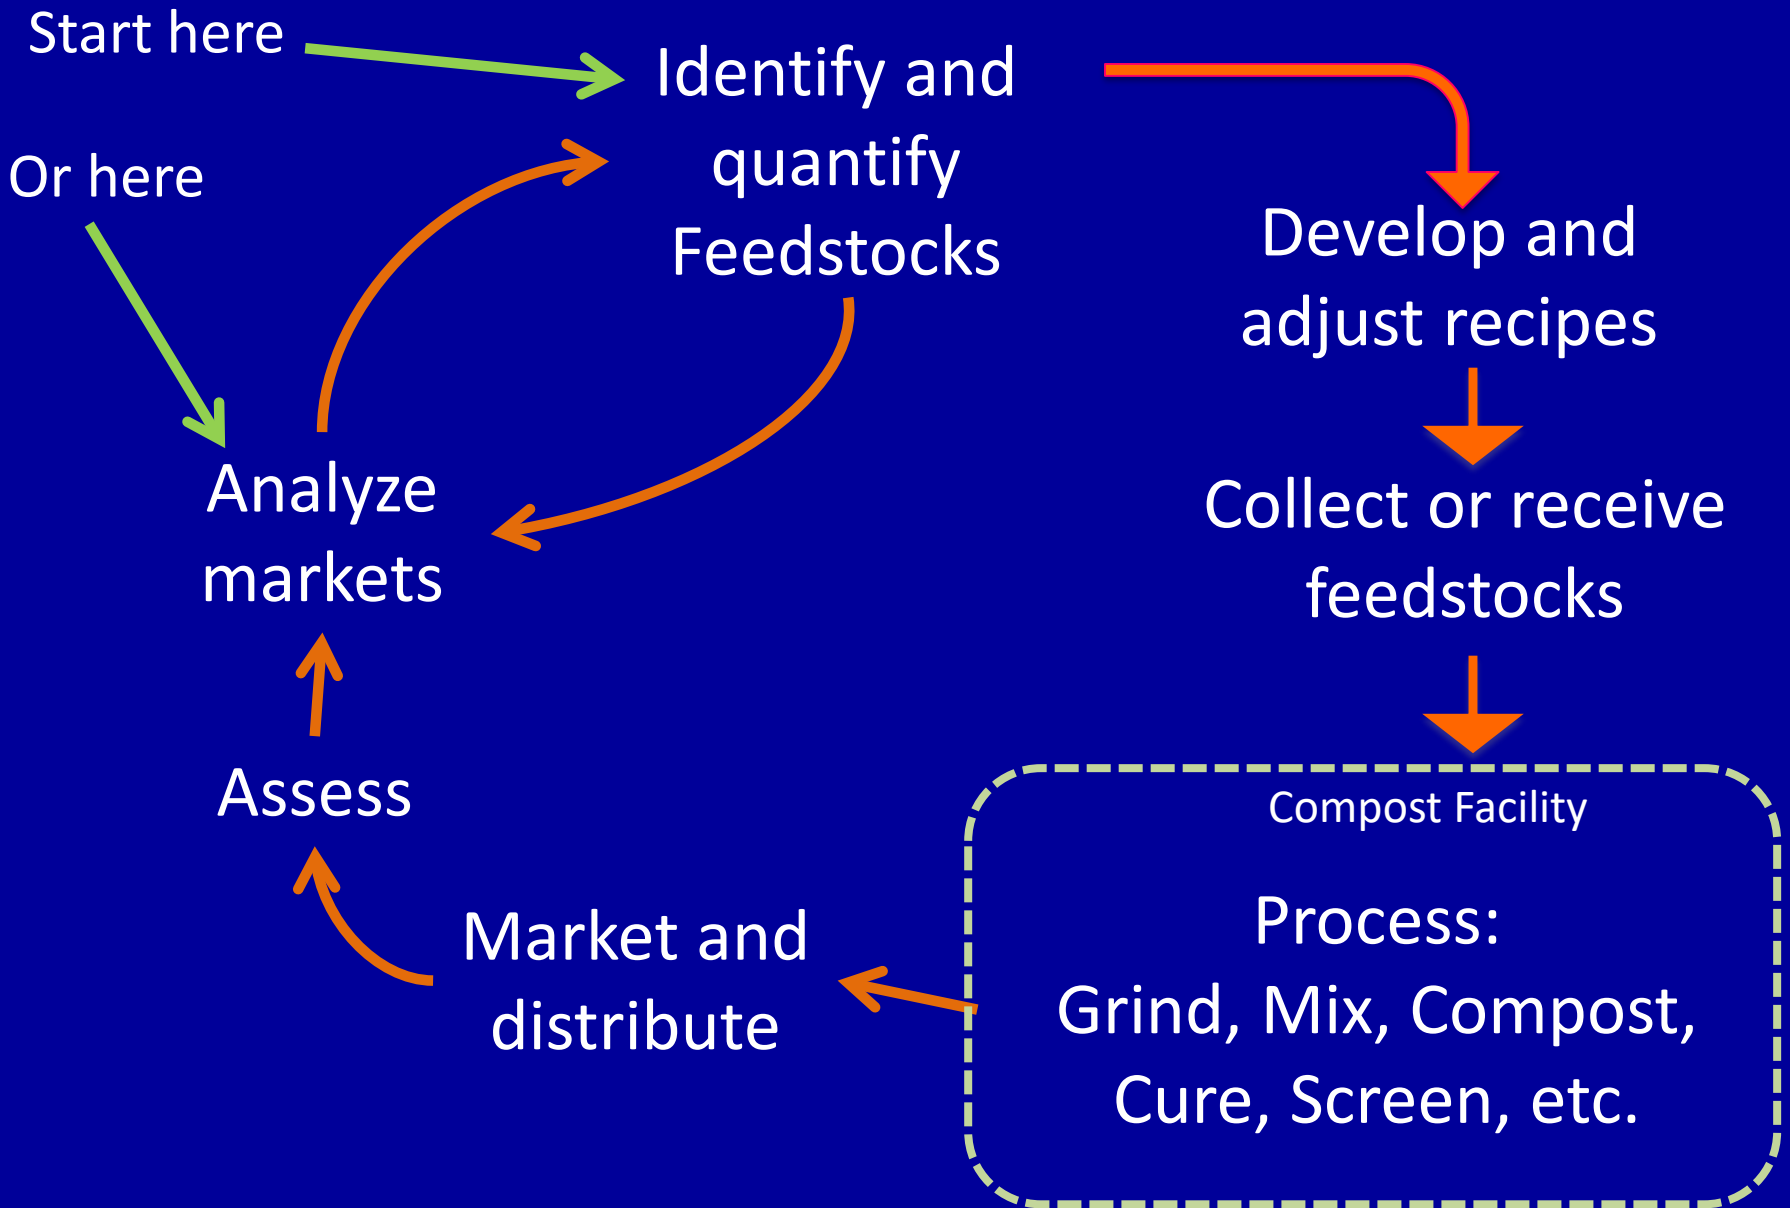 Start here
Or here
Identify and
quantify
Feedstocks
Develop and
adjust recipes
Collect or receive
feedstocks
Compost Facility
Process:
Grind, Mix, Compost,
Cure, Screen, etc.
Market and
distribute
Assess
Analyze
markets